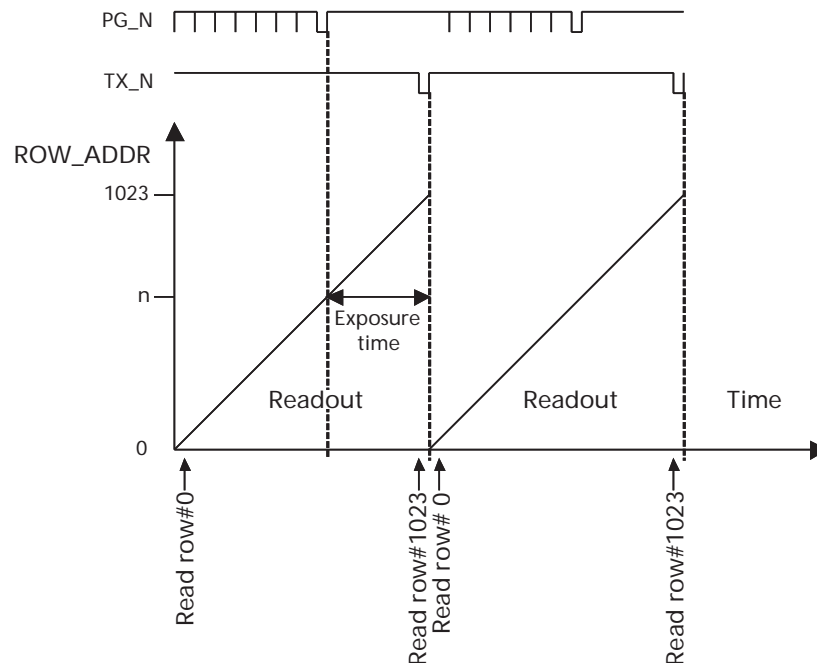 PG_N
TX_N
ROW_ADDR
1023
n
Exposure
time
Readout
Readout
Time
0
Read row#0
Read row#1023
Read row# 0
Read row#1023